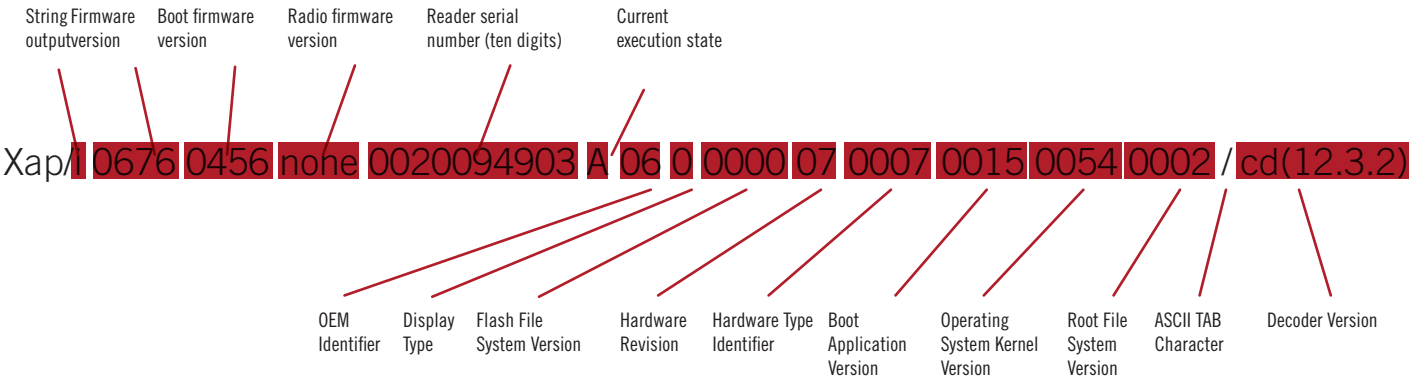 String Firmware Boot firmware Radio firmware Reader serial Current
outputversion version version number (ten digits) execution state
Xap/i 0676 0456 none 0020094903 A 06 0 0000 07 0007 0015 0054 0002 / cd(12.3.2)
OEM Display Flash File Hardware Hardware Type Boot Operating Root File ASCII TAB Decoder Version
Identifier Type System Version Revision Identifier Application System Kernel System Character
Version Version Version